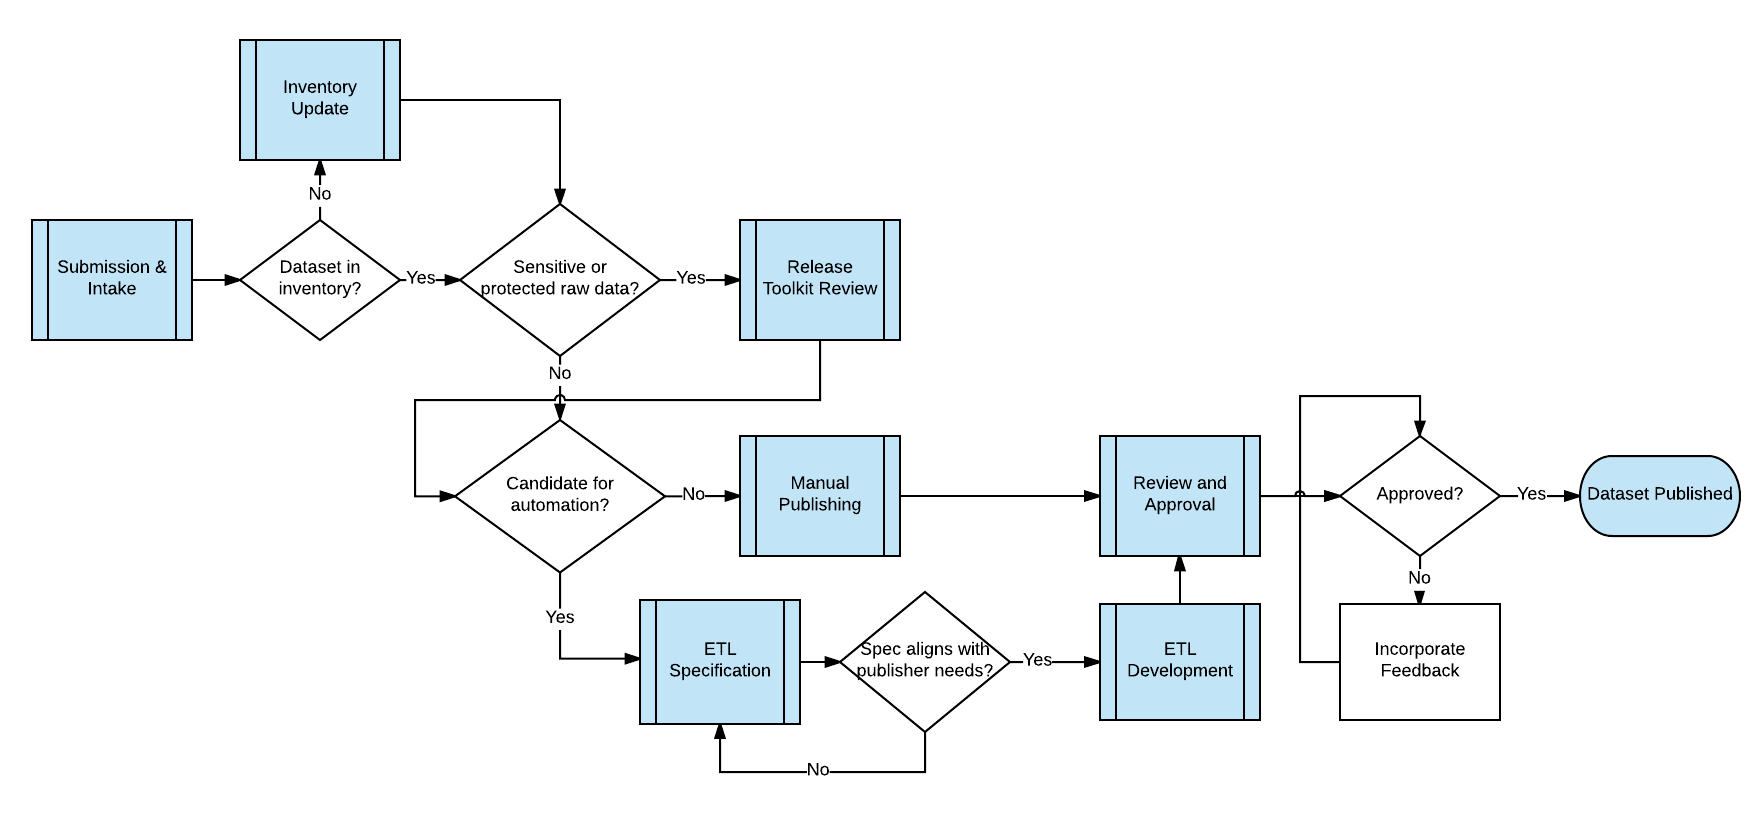 Inventory
Update
No
Submission &
Intake
Dataset in
inventory?
Yes
Sensitive or
protected raw data?
Yes
Release
Toolkit Review
No
Candidate for
automation?
No
Manual
Publishing
Review and
Approval
Approved?
Yes
Dataset Published
No
Yes
ETL
Specification
Spec aligns with
publisher needs?
Yes
ETL
Development
Incorporate
Feedback
No